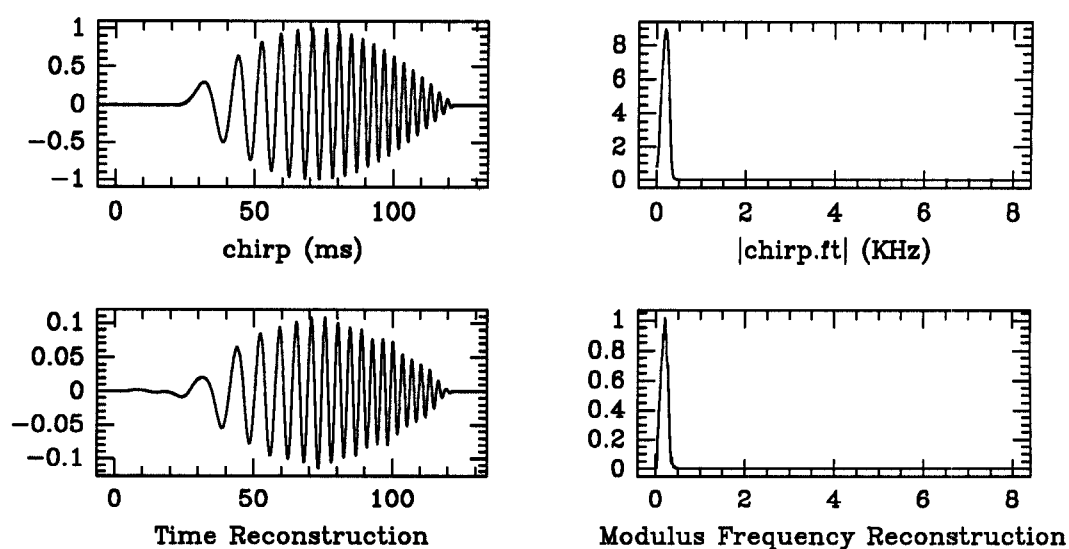 1
0.5
0
−0.5
−1
0 50 100
chirp (ms)
8
6
4
2
0
0 2 4 6 8
|chirp.ft| (KHz)
0.1
0.05
0
−0.05
−0.1
0 50 100
Time Reconstruction
1
0.8
0.6
0.4
0.2
0
0 2 4 6 8
Modulus Frequency Reconstruction